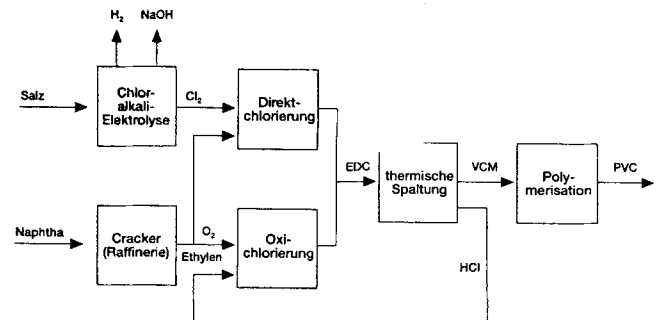 H₂ NaOH
Salz
Chlor-
alkali-
Elektrolyse
Cl₂
Direkt-
chlorierung
EDC
thermische
Spaltung
VCM
Poly-
merisation
PVC
Naphtha
Cracker
(Raffinerie)
O₂
Ethylen
Oxi-
chlorierung
HCl